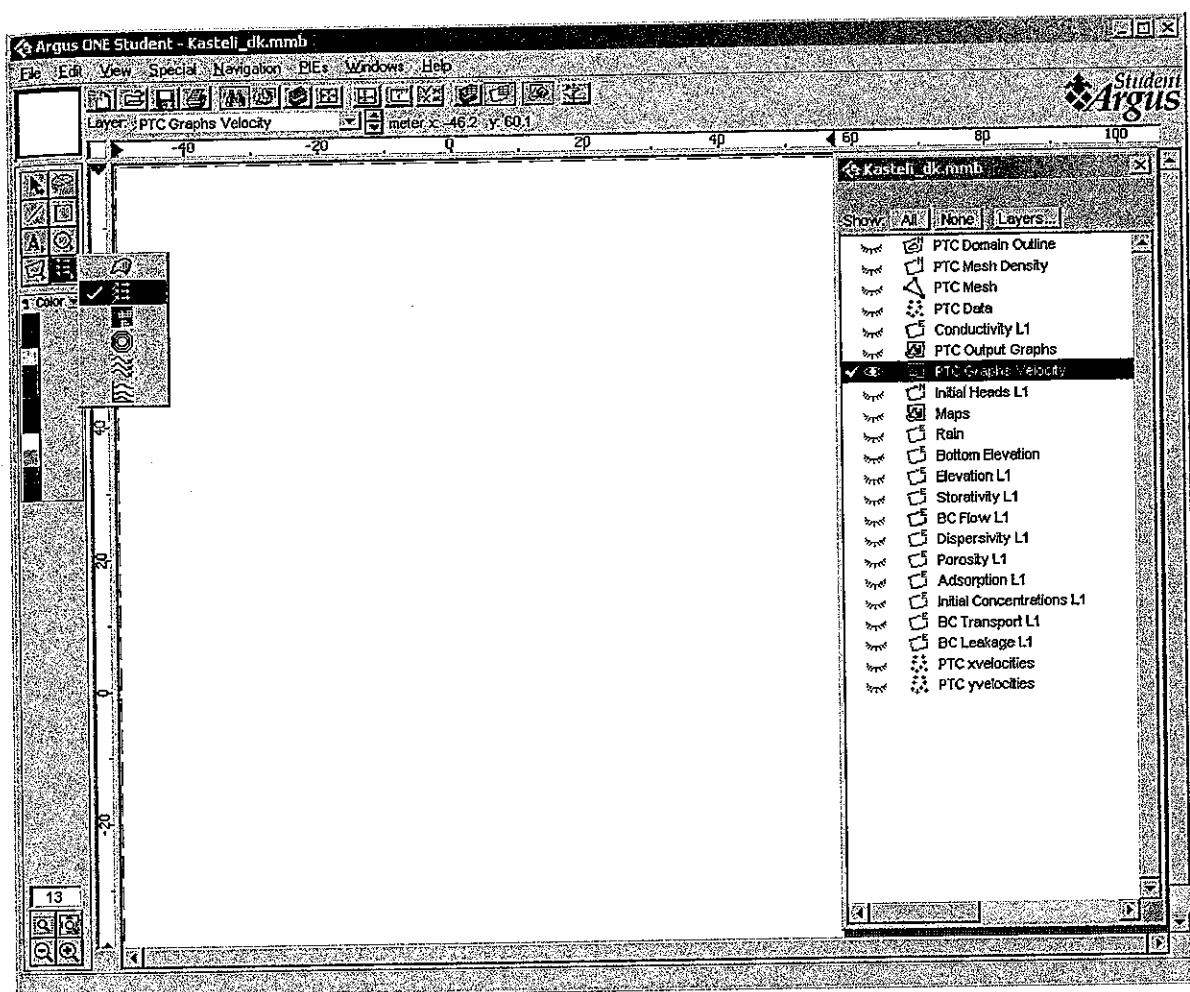 Argus ONE Student - Kasteli_dk.mmb
File Edit View Special Navigation PIEs Windows Help
Student
Argus
Layer: PTC Graphs Velocity meter x: -46.2 y: 60.1
-40 -20 0 20 40 60 80 100
Kasteli_dk.mmb
Show: All None Layers...
PTC Domain Outline
PTC Mesh Density
PTC Mesh
PTC Data
Conductivity L1
PTC Output Graphs
PTC Graphs Velocity
Initial Heads L1
Maps
Rain
Bottom Elevation
Elevation L1
Storativity L1
BC Flow L1
Dispersivity L1
Porosity L1
Adsorption L1
Initial Concentrations L1
BC Transport L1
BC Leakage L1
PTC xvelocities
PTC yvelocities
A
Color
40
20
0
-20
13